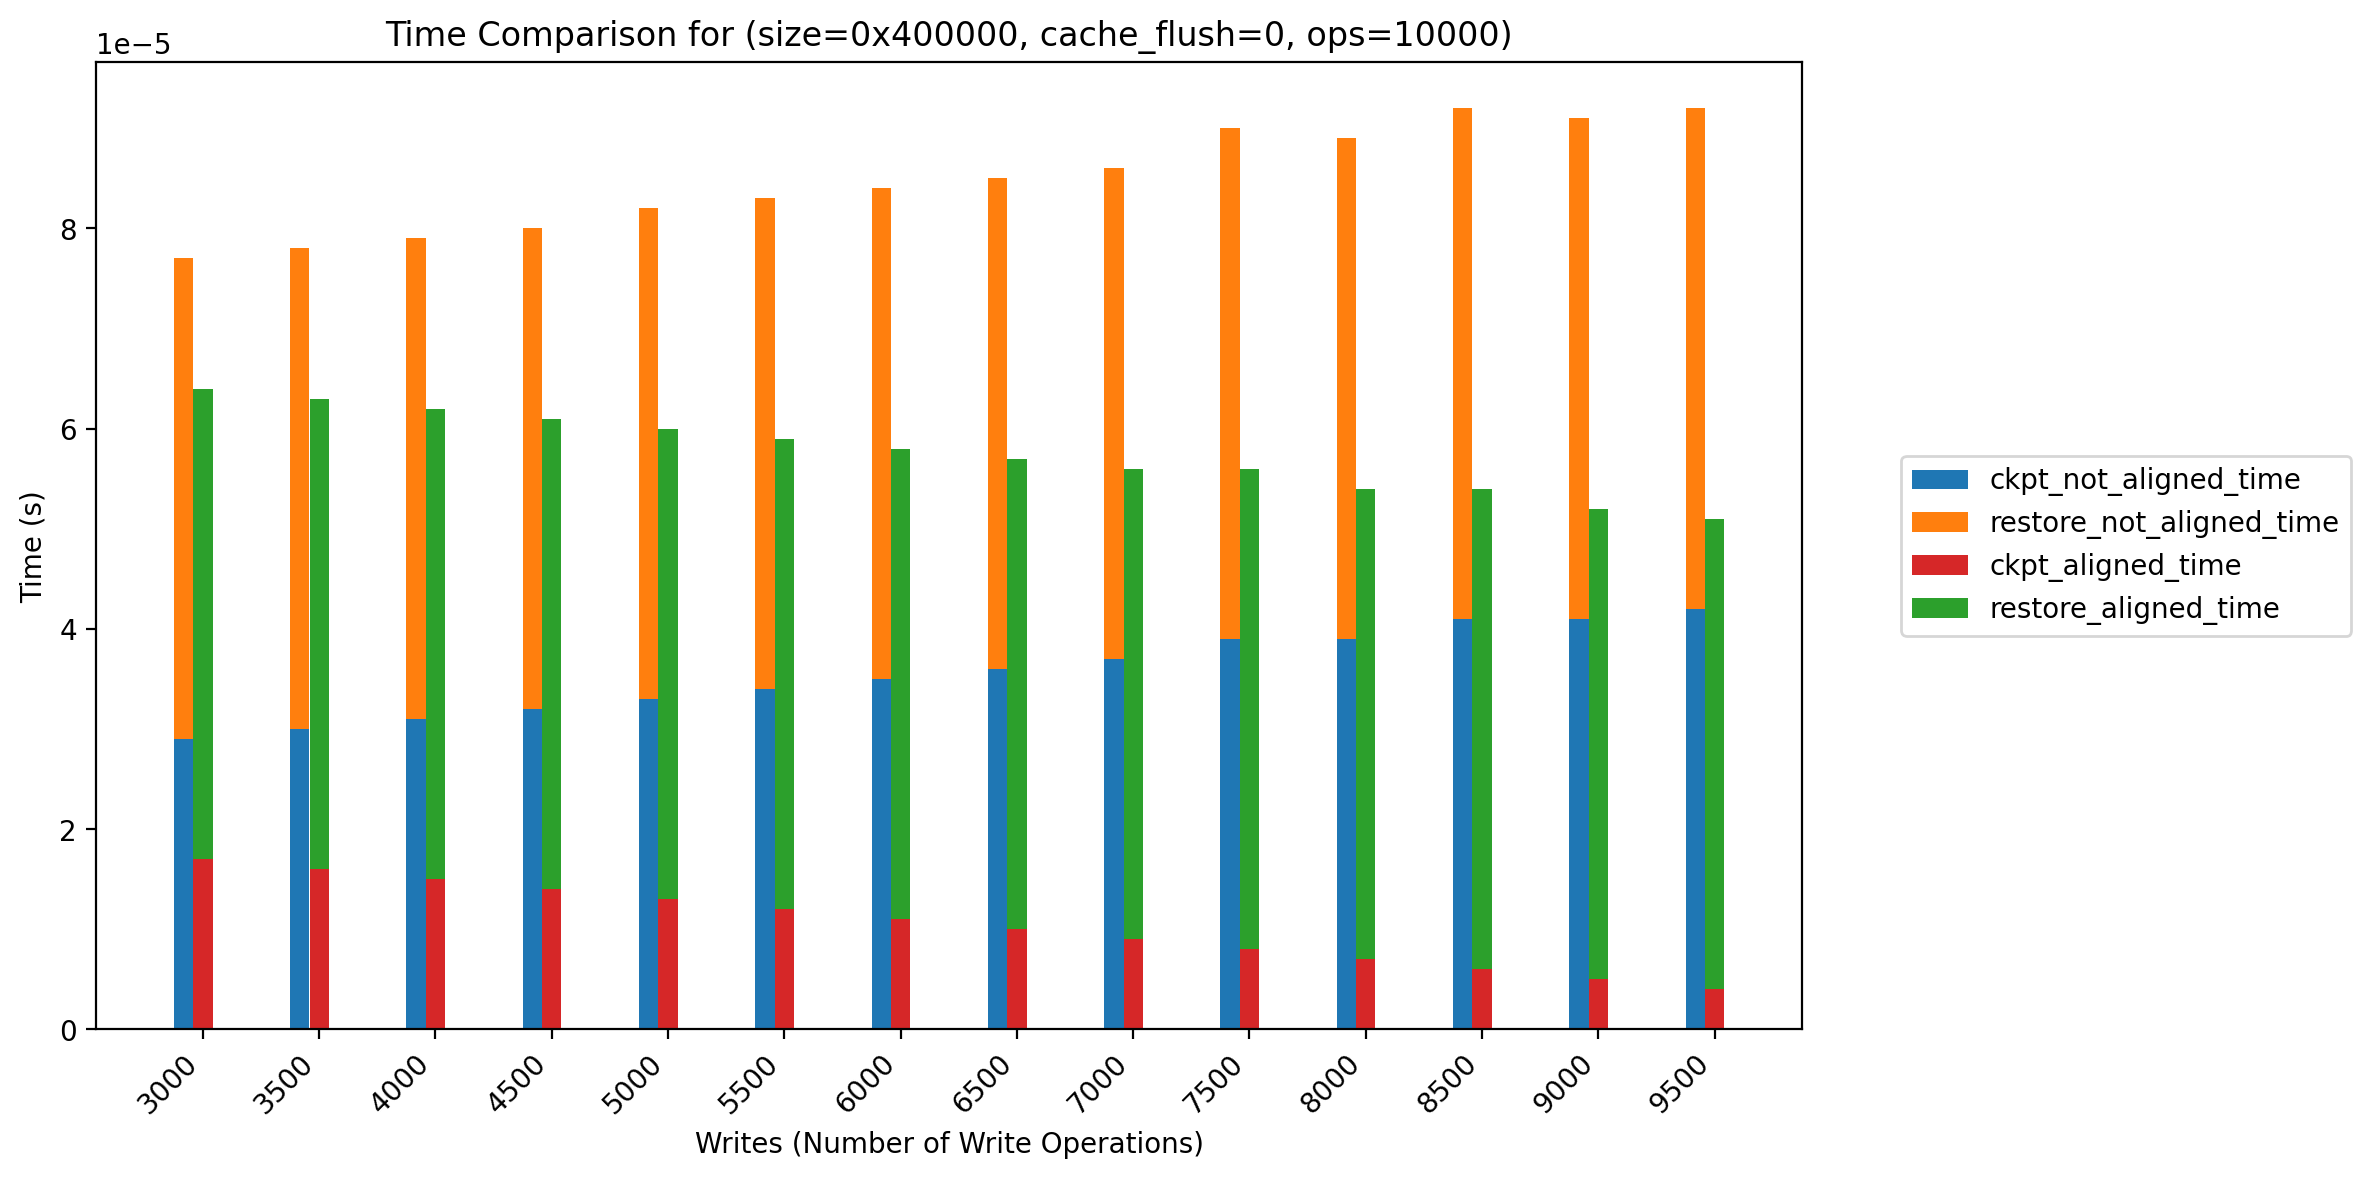 Time Comparison for (size=0x400000, cache_flush=0, ops=10000)
1e−5
8
6
4
2
0
Time (s)
3000
3500
4000
4500
5000
5500
6000
6500
7000
7500
8000
8500
9000
9500
Writes (Number of Write Operations)
ckpt_not_aligned_time
restore_not_aligned_time
ckpt_aligned_time
restore_aligned_time